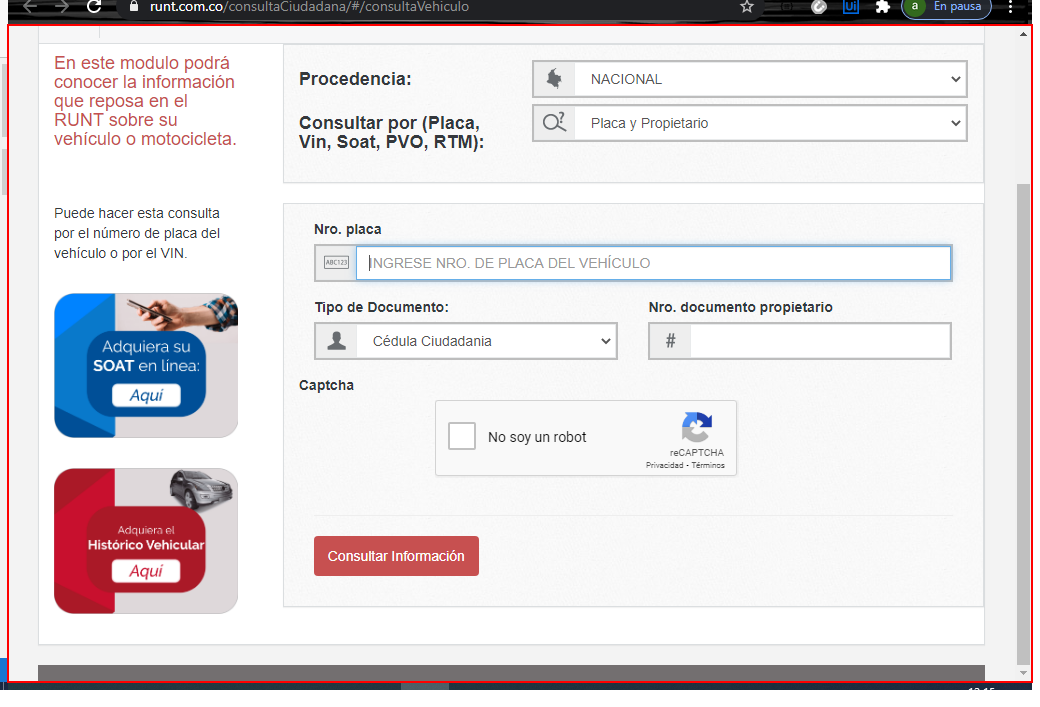 runt.com.co/consultaCiudadana/#/consultaVehiculo
Ui
a
En pausa
En este modulo podrá
conocer la información
que reposa en el
RUNT sobre su
vehículo o motocicleta.
Puede hacer esta consulta
por el número de placa del
vehículo o por el VIN.
Adquiera su
SOAT en línea:
Aquí
Adquiera el
Histórico Vehicular
Aquí
Procedencia:
NACIONAL
Consultar por (Placa,
Vin, Soat, PVO, RTM):
Placa y Propietario
Nro. placa
ABC123
INGRESE NRO. DE PLACA DEL VEHÍCULO
Tipo de Documento:
Cédula Ciudadania
Nro. documento propietario
#
Captcha
No soy un robot
reCAPTCHA
Privacidad - Términos
Consultar Información